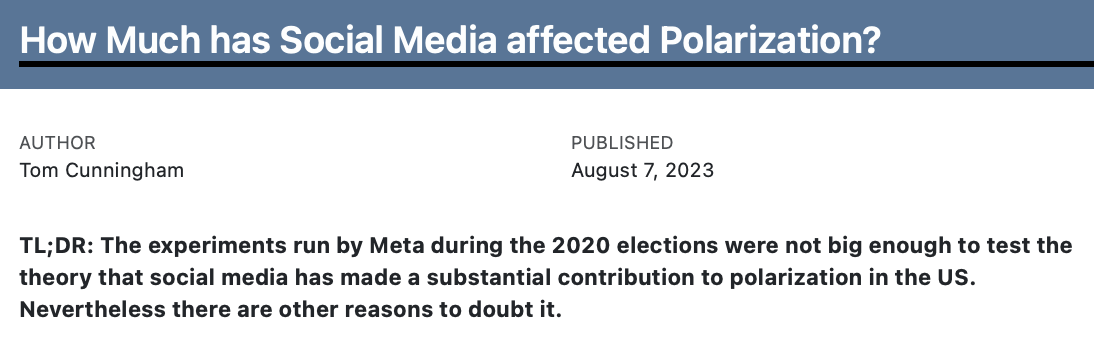 How Much has Social Media affected Polarization?
AUTHOR
PUBLISHED
Tom Cunningham
August 7, 2023
TL;DR: The experiments run by Meta during the 2020 elections were not big enough to test the
theory that social media has made a substantial contribution to polarization in the US.
Nevertheless there are other reasons to doubt it.